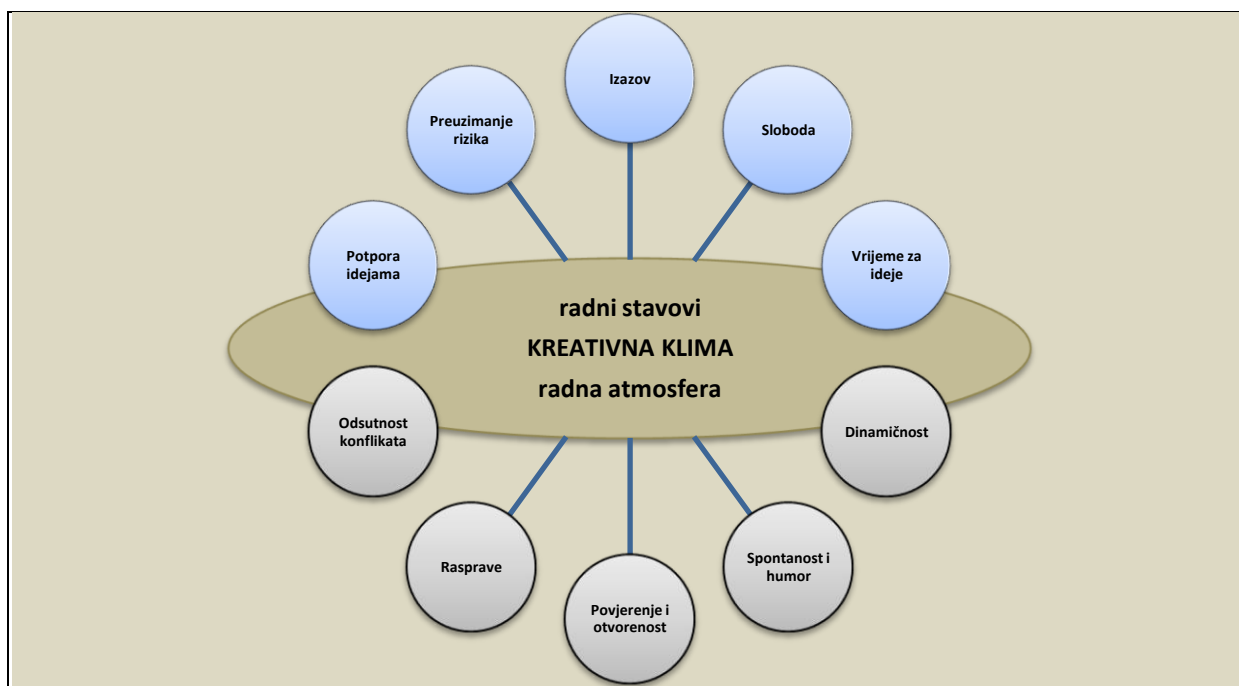 Izazov
Preuzimanje
rizika
Sloboda
Potpora
idejama
Vrijeme za
ideje
radni stavovi
KREATIVNA KLIMA
radna atmosfera
Odsutnost
konflikata
Dinamičnost
Rasprave
Spontanost i
humor
Povjerenje i
otvorenost